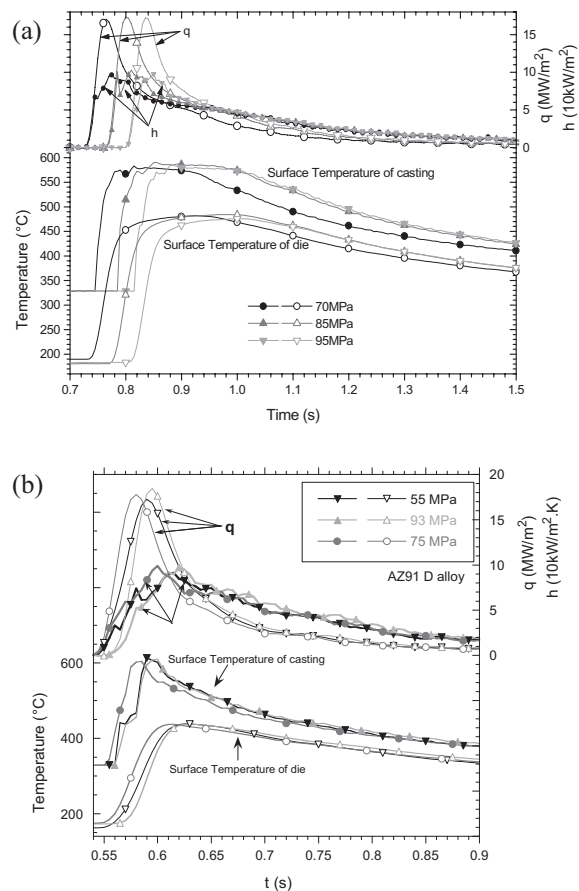 (a)
q
h
15
10
5
0
q (MW/m²)
h (10kW/m²)
600
550
500
450
400
350
300
250
200
Temperature (°C)
Surface Temperature of casting
Surface Temperature of die
70MPa
85MPa
95MPa
0.7 0.8 0.9 1.0 1.1 1.2 1.3 1.4 1.5
Time (s)
(b)
q
55 MPa
93 MPa
75 MPa
AZ91 D alloy
20
15
10
5
0
q (MW/m²)
h (10kW/m².K)
600
400
200
Temperature (°C)
Surface Temperature of casting
Surface Temperature of die
0.55 0.6 0.65 0.7 0.75 0.8 0.85 0.9
t (s)